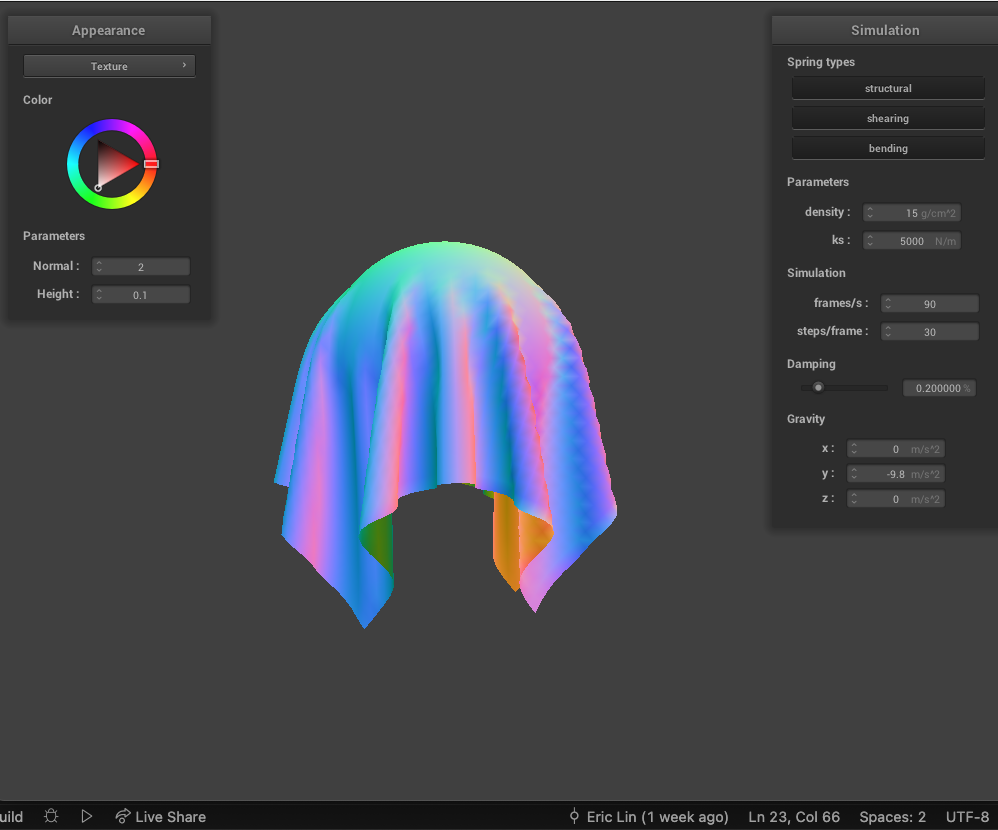 Appearance
Texture
Color
Parameters
Normal : 2
Height : 0.1
Simulation
Spring types
structural
shearing
bending
Parameters
density : 15 g/cm^2
ks : 5000 N/m
Simulation
frames/s : 90
steps/frame : 30
Damping
0.200000 %
Gravity
x : 0 m/s^2
y : -9.8 m/s^2
z : 0 m/s^2
uild Live Share Eric Lin (1 week ago) Ln 23, Col 66 Spaces: 2 UTF-8